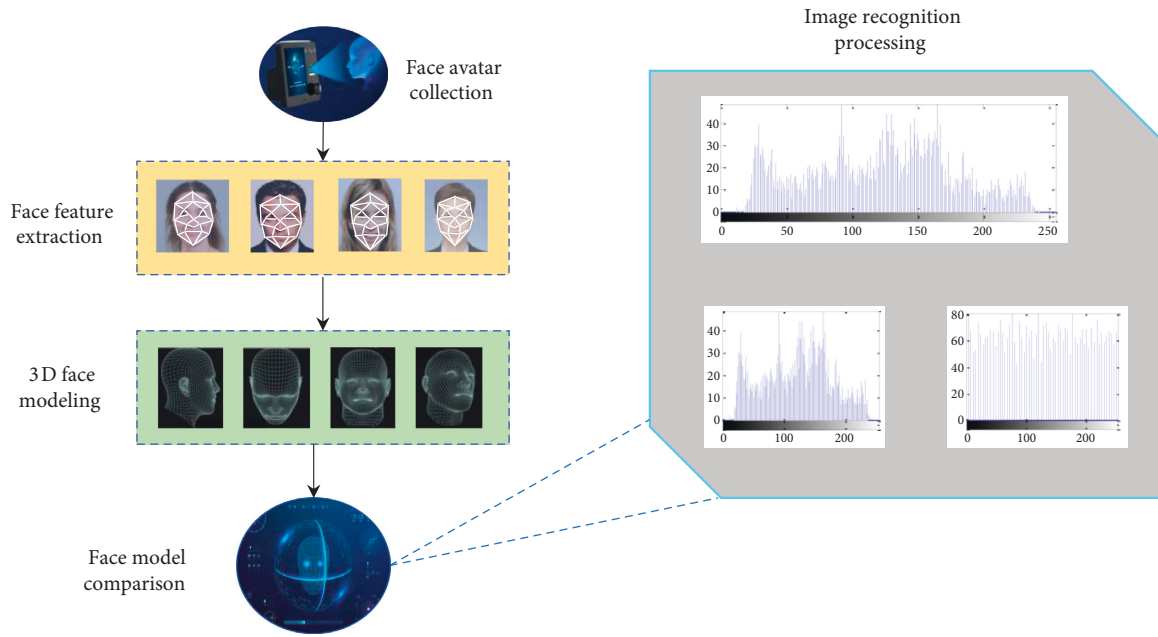 Image recognition
processing
Face avatar
collection
Face feature
extraction
3D face
modeling
Face model
comparison
40
30
20
10
0
0 50 100 150 200 250
40
30
20
10
0
0 100 200
80
60
40
20
0
0 100 200